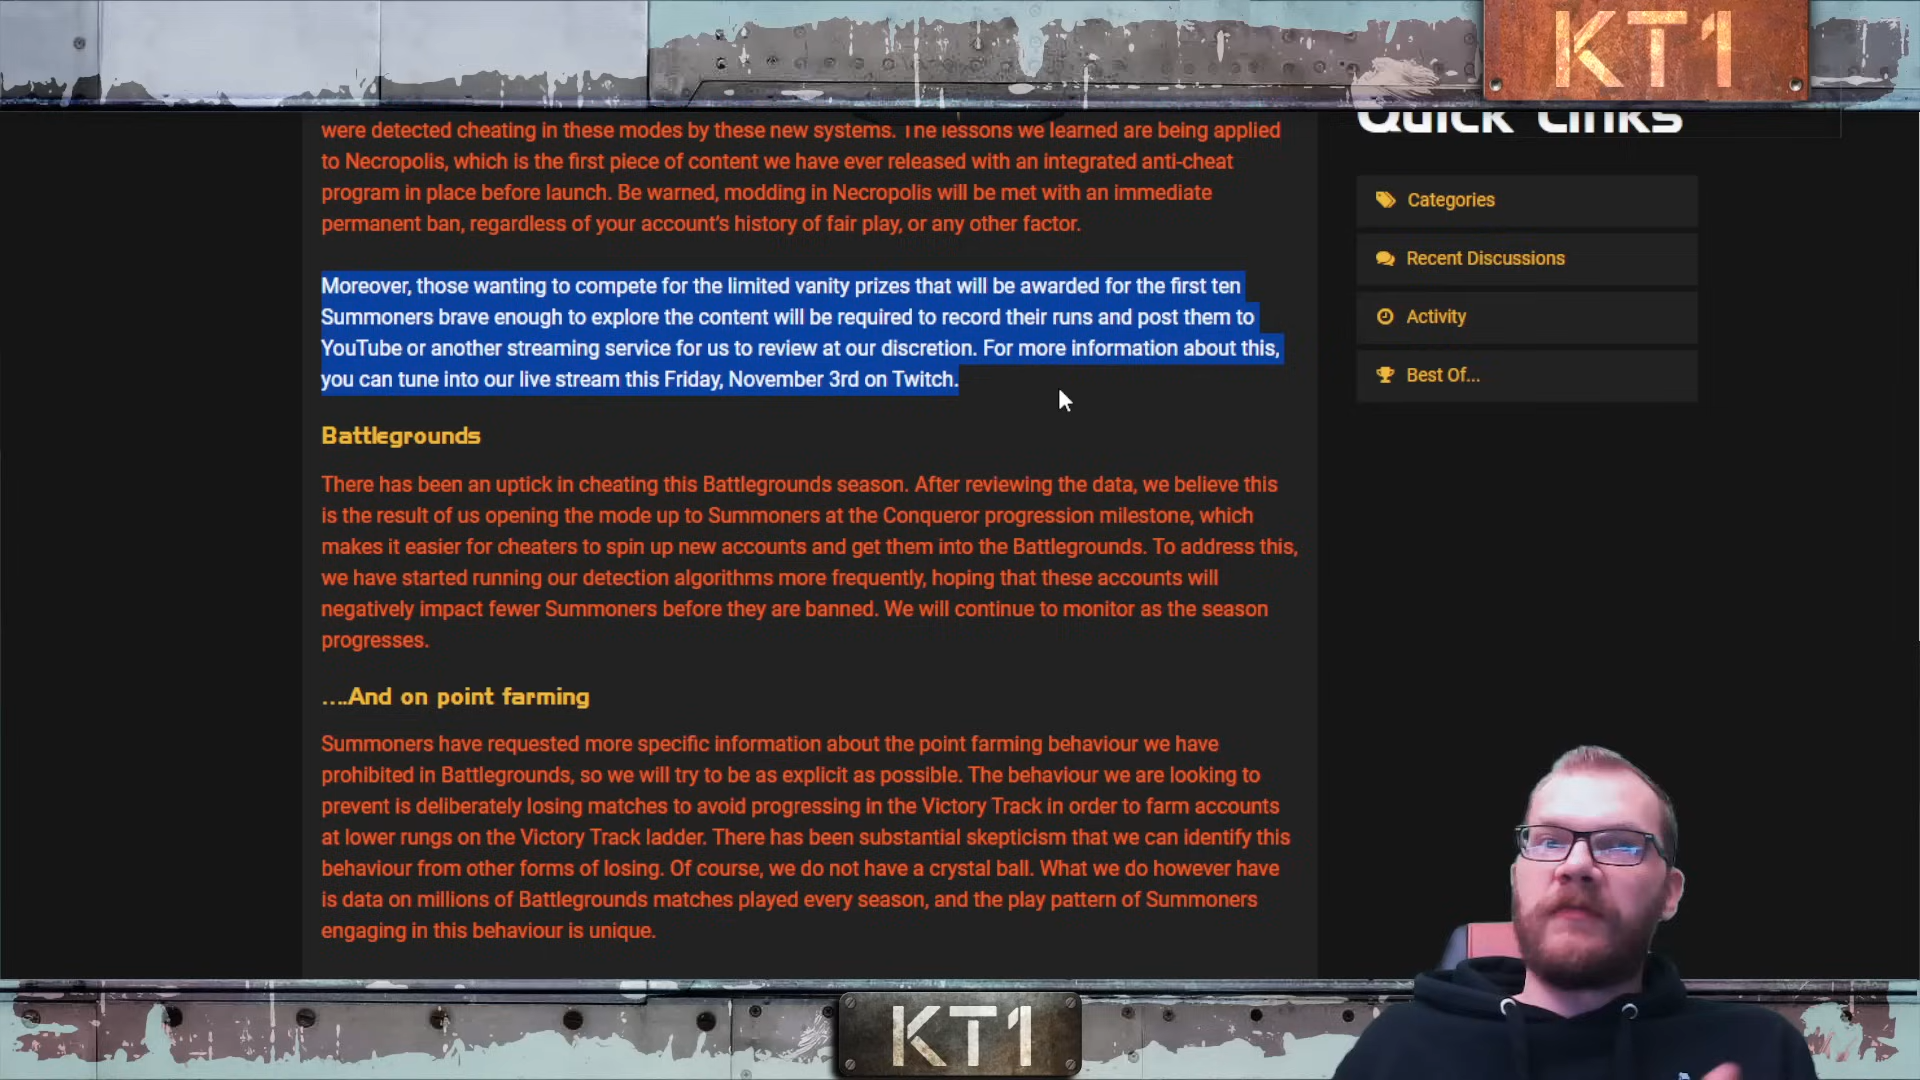 KT1
were detected cheating in these modes by these new systems. The lessons we learned are being applied
to Necropolis, which is the first piece of content we have ever released with an integrated anti-cheat
program in place before launch. Be warned, modding in Necropolis will be met with an immediate
permanent ban, regardless of your account's history of fair play, or any other factor.
Moreover, those wanting to compete for the limited vanity prizes that will be awarded for the first ten
Summoners brave enough to explore the content will be required to record their runs and post them to
YouTube or another streaming service for us to review at our discretion. For more information about this,
you can tune into our live stream this Friday, November 3rd on Twitch.
Battlegrounds
There has been an uptick in cheating this Battlegrounds season. After reviewing the data, we believe this
is the result of us opening the mode up to Summoners at the Conqueror progression milestone, which
makes it easier for cheaters to spin up new accounts and get them into the Battlegrounds. To address this,
we have started running our detection algorithms more frequently, hoping that these accounts will
negatively impact fewer Summoners before they are banned. We will continue to monitor as the season
progresses.
....And on point farming
Summoners have requested more specific information about the point farming behaviour we have
prohibited in Battlegrounds, so we will try to be as explicit as possible. The behaviour we are looking to
prevent is deliberately losing matches to avoid progressing in the Victory Track in order to farm accounts
at lower rungs on the Victory Track ladder. There has been substantial skepticism that we can identify this
behaviour from other forms of losing. Of course, we do not have a crystal ball. What we do however have
is data on millions of Battlegrounds matches played every season, and the play pattern of Summoners
engaging in this behaviour is unique.
Quick Links
Categories
Recent Discussions
Activity
Best Of...
KT1